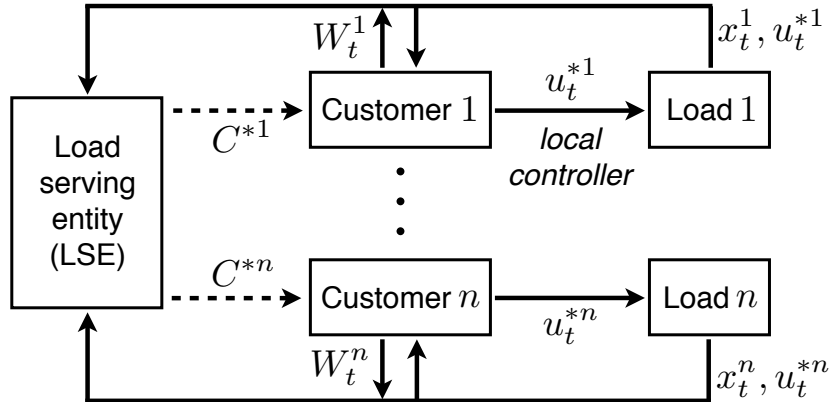 W_t^1
x_t^1, u_t^{*1}
Load
serving
entity
(LSE)
C^{*1}
Customer 1
u_t^{*1}
local
controller
Load 1
C^{*n}
Customer n
u_t^{*n}
Load n
W_t^n
x_t^n, u_t^{*n}